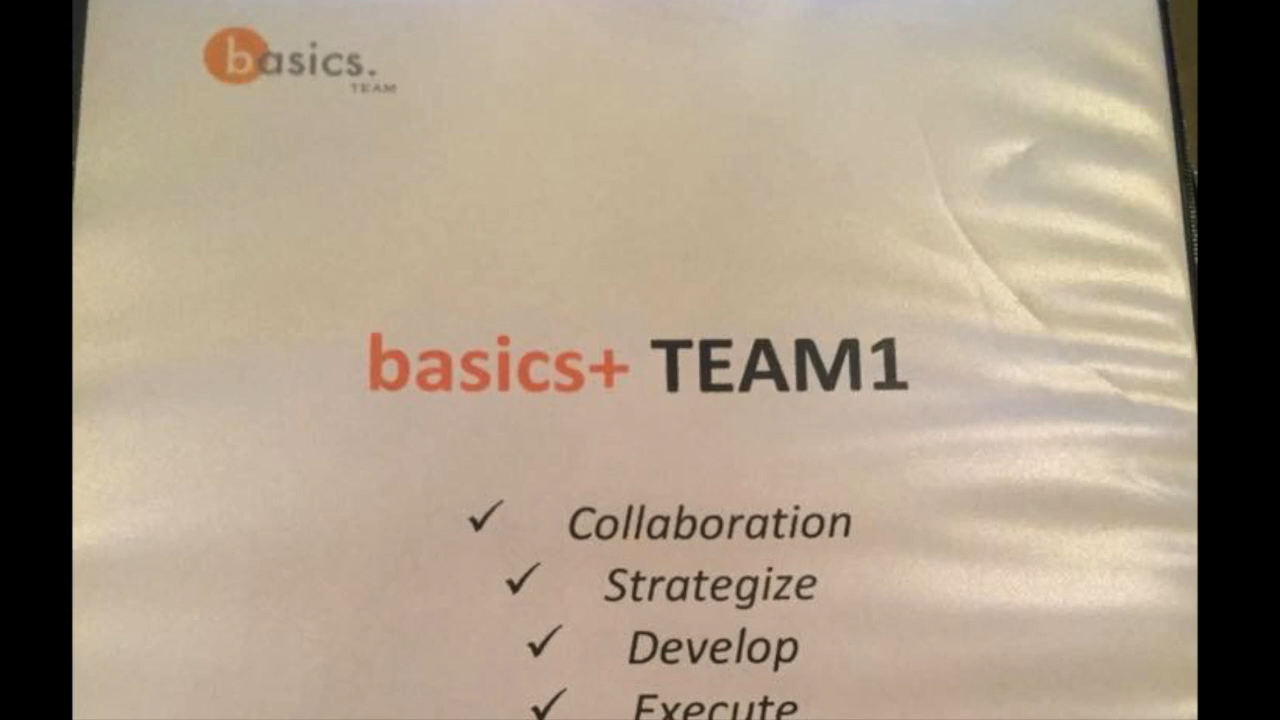 basics.
TEAM
basics+ TEAM1
✓ Collaboration
✓ Strategize
✓ Develop
✓ Execute